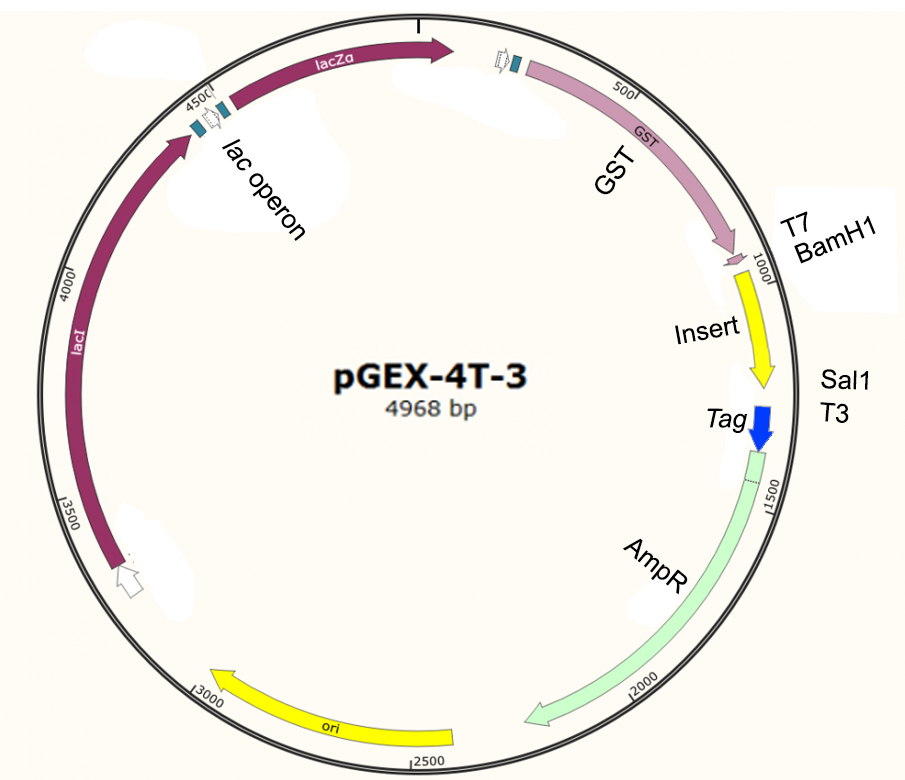 lacZα
4500
500
lac operon
GST
GST
T7
BamH1
1000
4000
lacI
Insert
pGEX-4T-3
4968 bp
Sal1
T3
Tag
1500
3500
AmpR
2000
3000
ori
2500